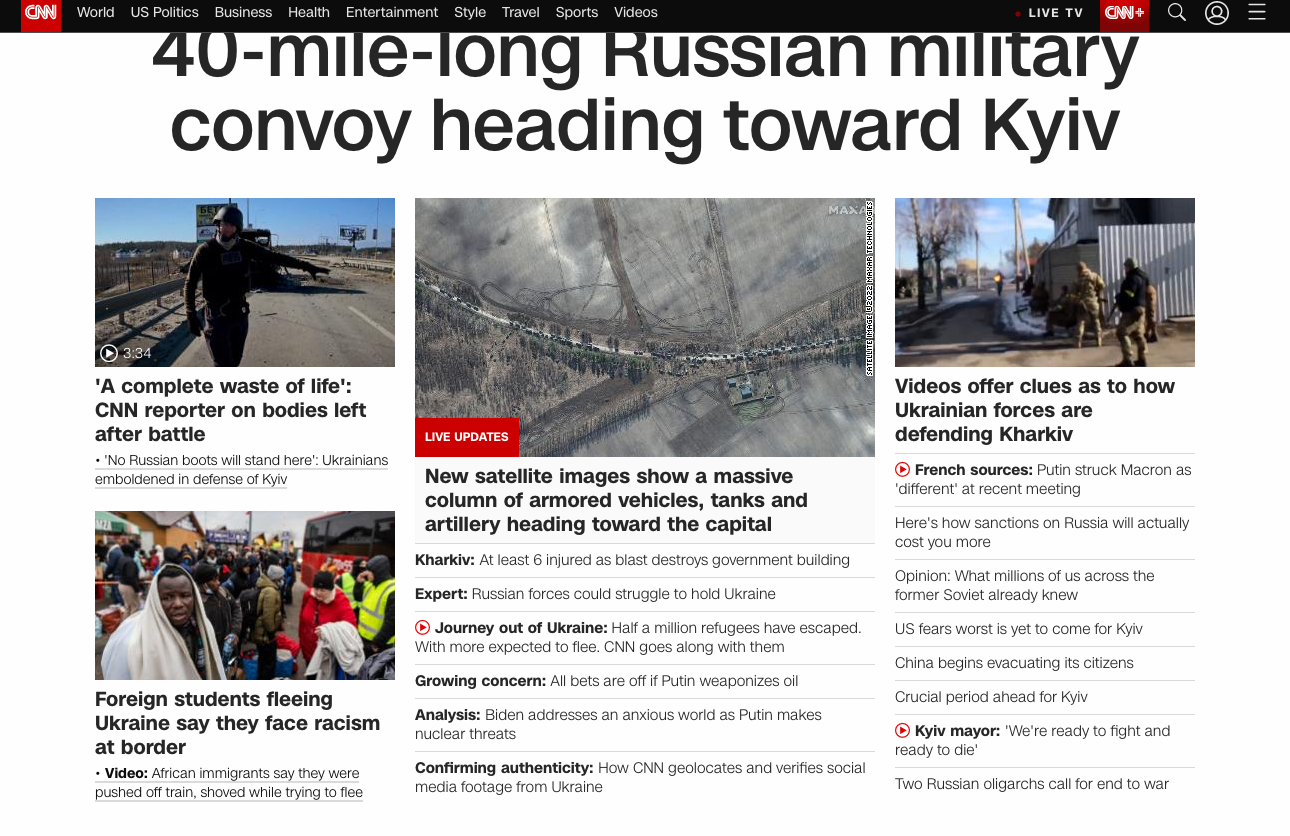 CNN World US Politics Business Health Entertainment Style Travel Sports Videos LIVE TV CNN+
40-mile-long Russian military
convoy heading toward Kyiv
3:34
'A complete waste of life':
CNN reporter on bodies left
after battle
• 'No Russian boots will stand here': Ukrainians
emboldened in defense of Kyiv
Foreign students fleeing
Ukraine say they face racism
at border
• Video: African immigrants say they were
pushed off train, shoved while trying to flee
MAXAR
SATELLITE IMAGE ©2022 MAXAR TECHNOLOGIES
LIVE UPDATES
New satellite images show a massive
column of armored vehicles, tanks and
artillery heading toward the capital
Kharkiv: At least 6 injured as blast destroys government building
Expert: Russian forces could struggle to hold Ukraine
Journey out of Ukraine: Half a million refugees have escaped.
With more expected to flee. CNN goes along with them
Growing concern: All bets are off if Putin weaponizes oil
Analysis: Biden addresses an anxious world as Putin makes
nuclear threats
Confirming authenticity: How CNN geolocates and verifies social
media footage from Ukraine
Videos offer clues as to how
Ukrainian forces are
defending Kharkiv
French sources: Putin struck Macron as
'different' at recent meeting
Here's how sanctions on Russia will actually
cost you more
Opinion: What millions of us across the
former Soviet already knew
US fears worst is yet to come for Kyiv
China begins evacuating its citizens
Crucial period ahead for Kyiv
Kyiv mayor: 'We're ready to fight and
ready to die'
Two Russian oligarchs call for end to war